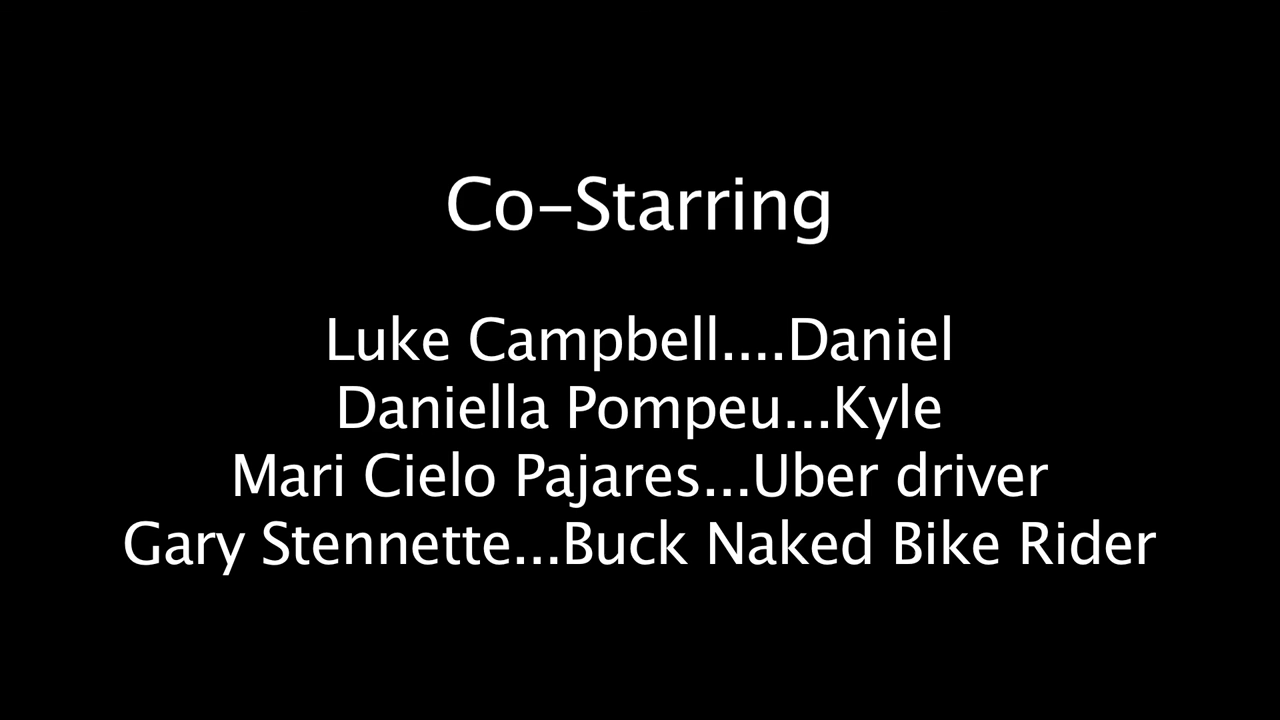 Co-Starring
Luke Campbell....Daniel
Daniella Pompeu...Kyle
Mari Cielo Pajares...Uber driver
Gary Stennette...Buck Naked Bike Rider